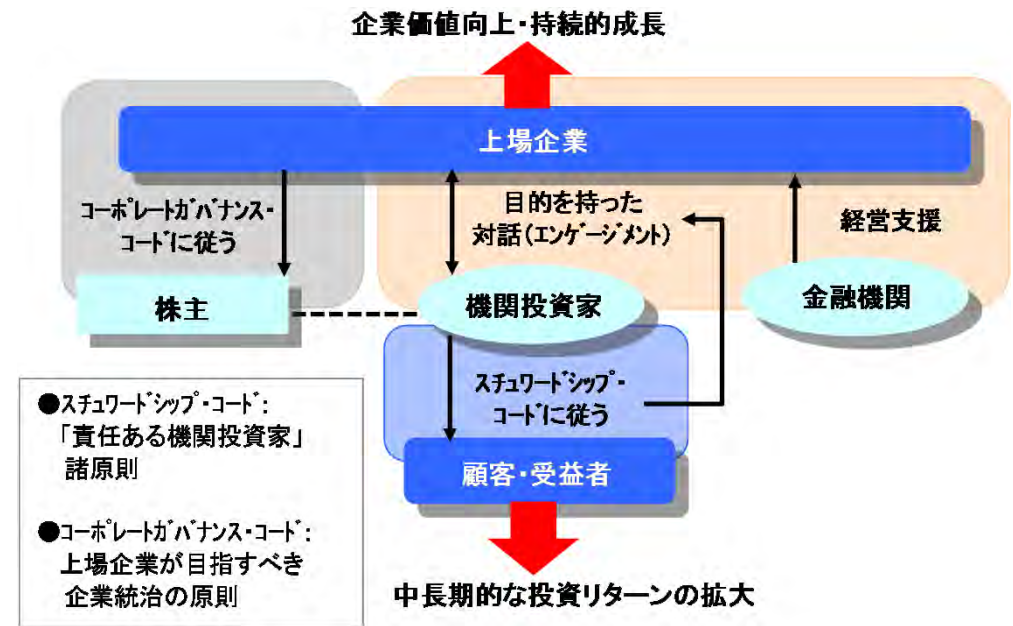 企業価値向上・持続的成長
上場企業
コーポレートガバナンス・
コードに従う
目的を持った
対話(エンゲージメント)
経営支援
株主
機関投資家
金融機関
スチュワードシップ・
コードに従う
顧客・受益者
●スチュワードシップ・コード:
「責任ある機関投資家」
諸原則
●コーポレートガバナンス・コード:
上場企業が目指すべき
企業統治の原則
中長期的な投資リターンの拡大